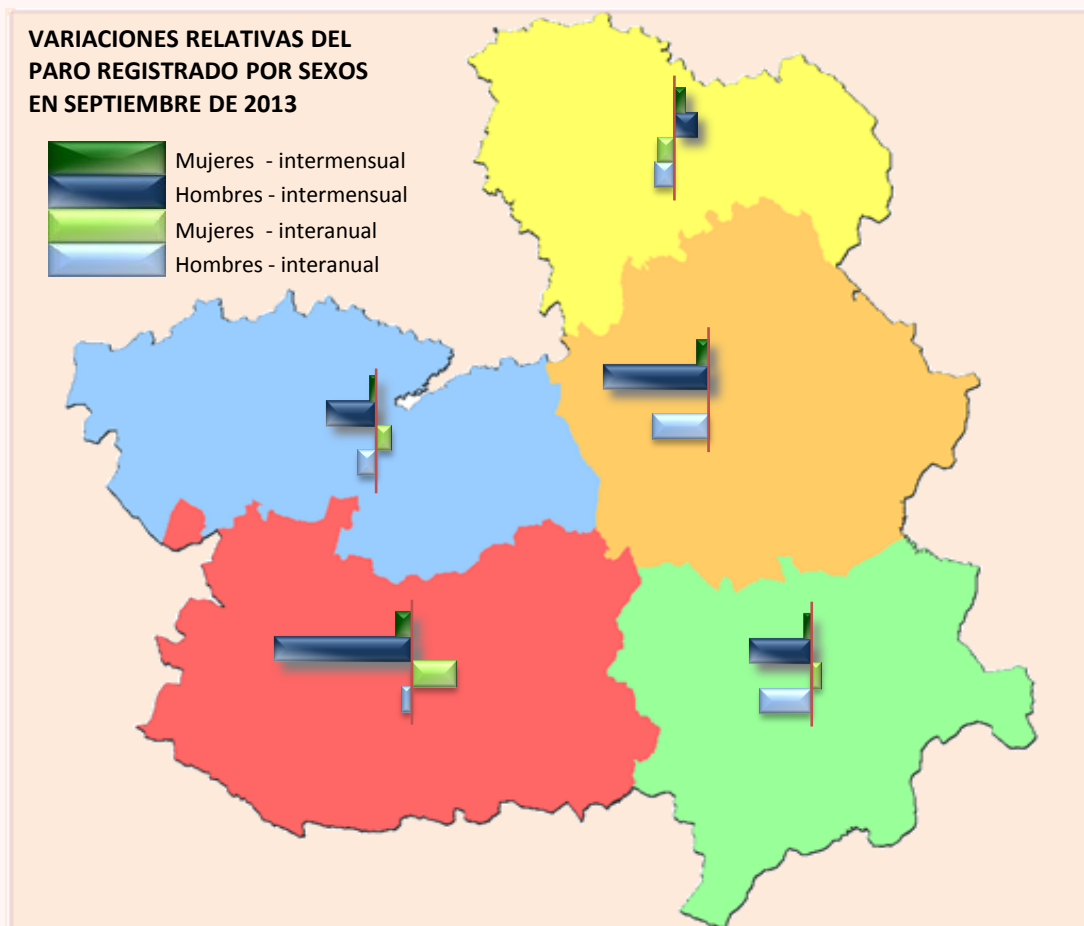 VARIACIONES RELATIVAS DEL
PARO REGISTRADO POR SEXOS
EN SEPTIEMBRE DE 2013
Mujeres - intermensual
Hombres - intermensual
Mujeres - interanual
Hombres - interanual